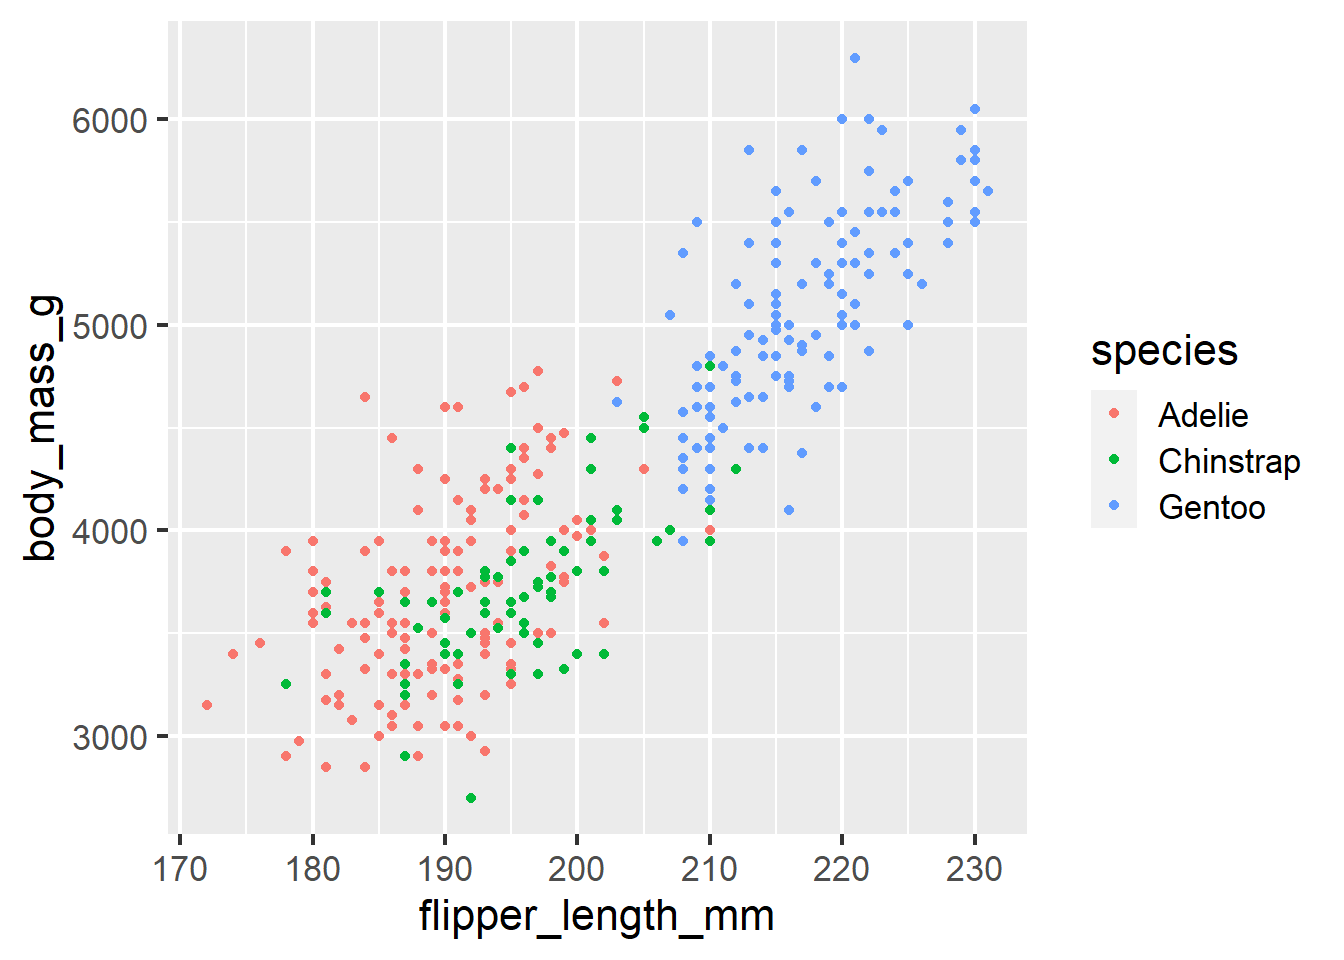 6000
5000
4000
3000
body_mass_g
170 180 190 200 210 220 230
flipper_length_mm
species
Adelie
Chinstrap
Gentoo